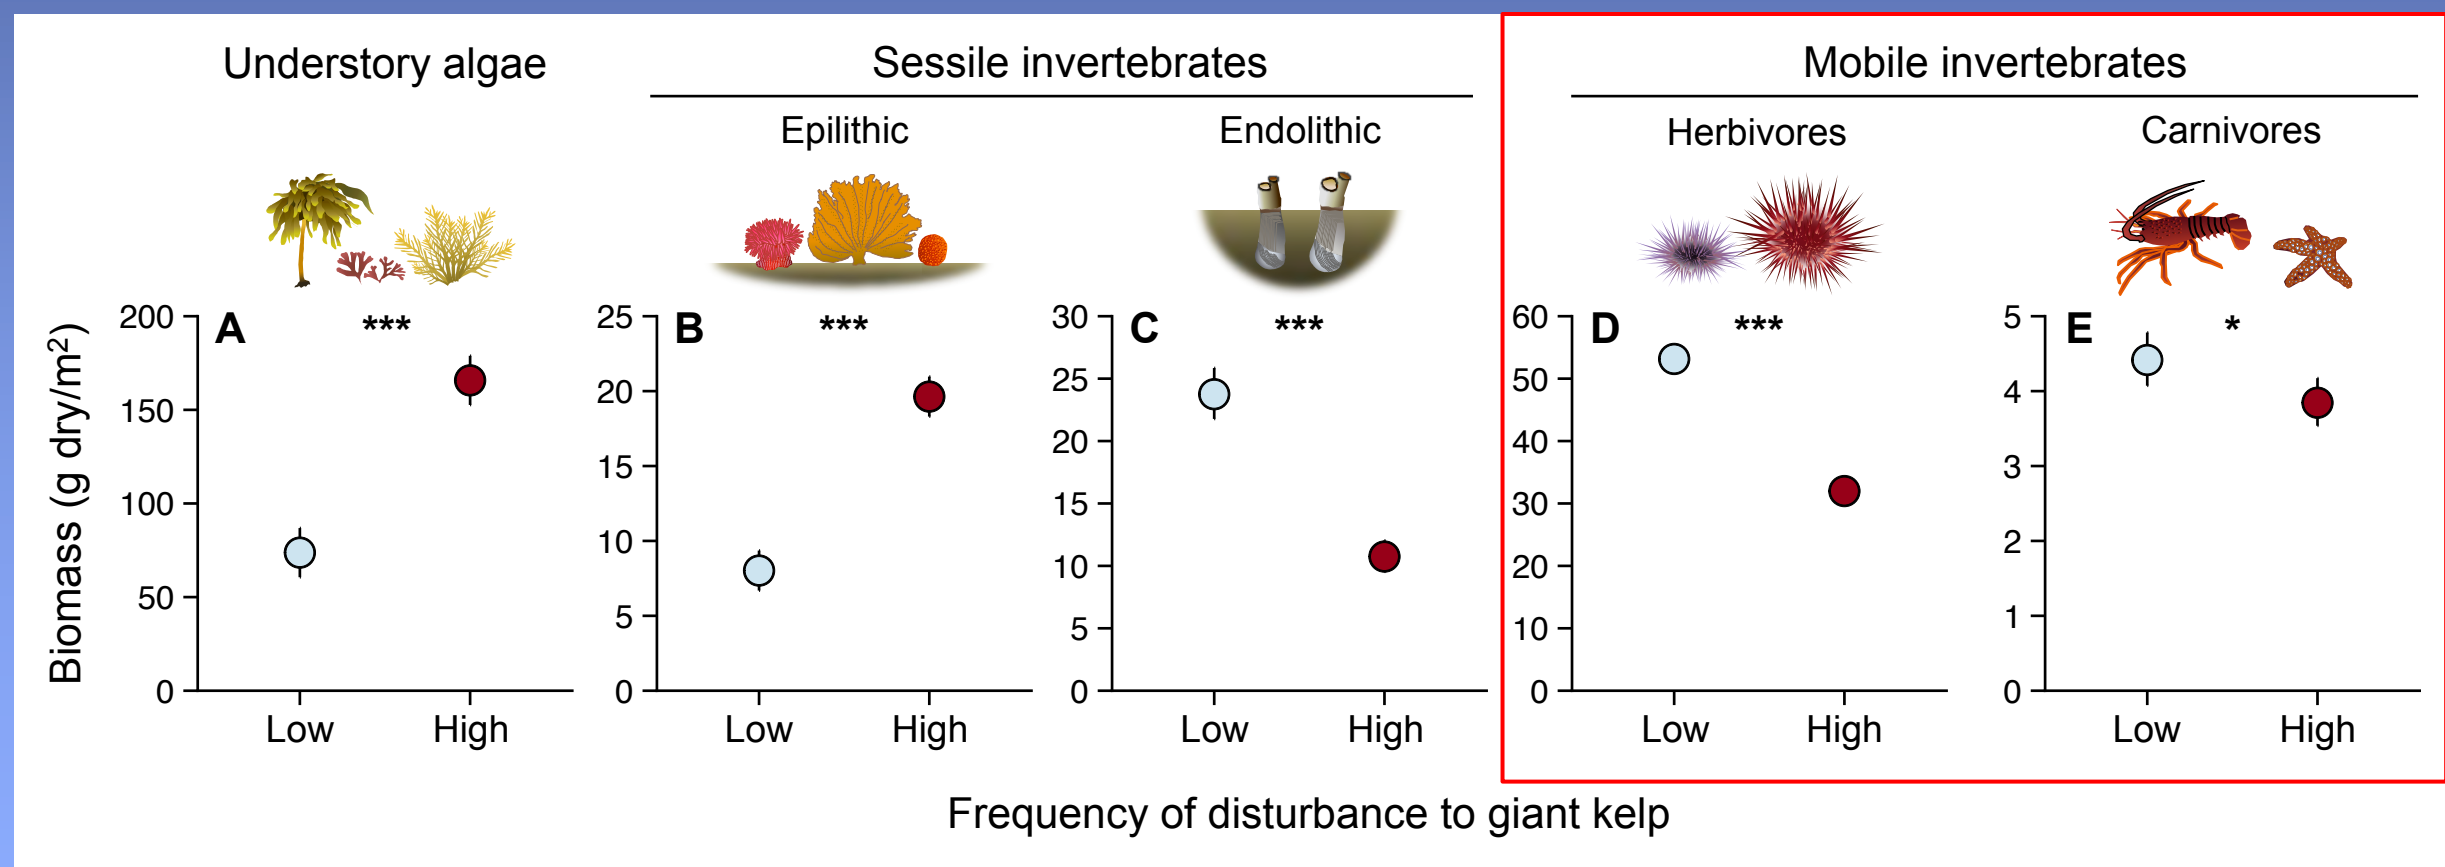 Understory algae
Sessile invertebrates
Mobile invertebrates
Epilithic
Endolithic
Herbivores
Carnivores
Biomass (g dry/m²)
A
***
200
150
100
50
0
Low High
B
***
25
20
15
10
5
0
Low High
C
***
30
25
20
15
10
5
0
Low High
D
***
60
50
40
30
20
10
0
Low High
E
*
5
4
3
2
1
0
Low High
Frequency of disturbance to giant kelp